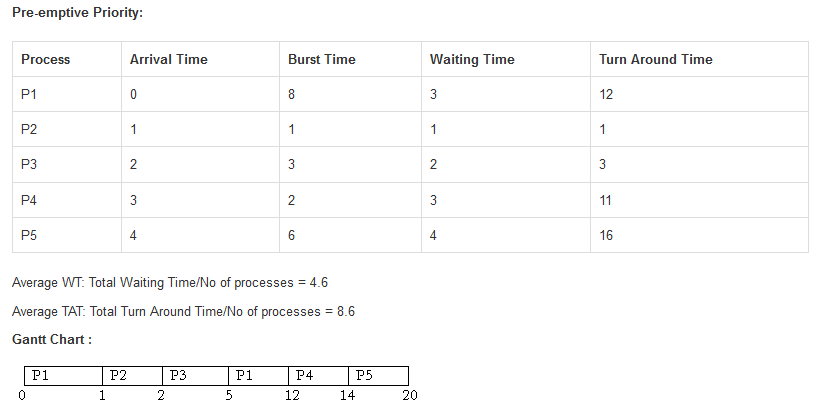 Pre-emptive Priority:
Process Arrival Time Burst Time Waiting Time Turn Around Time
P1 0 8 3 12
P2 1 1 1 1
P3 2 3 2 3
P4 3 2 3 11
P5 4 6 4 16
Average WT: Total Waiting Time/No of processes = 4.6
Average TAT: Total Turn Around Time/No of processes = 8.6
Gantt Chart :
P1 P2 P3 P1 P4 P5
0 1 2 5 12 14 20